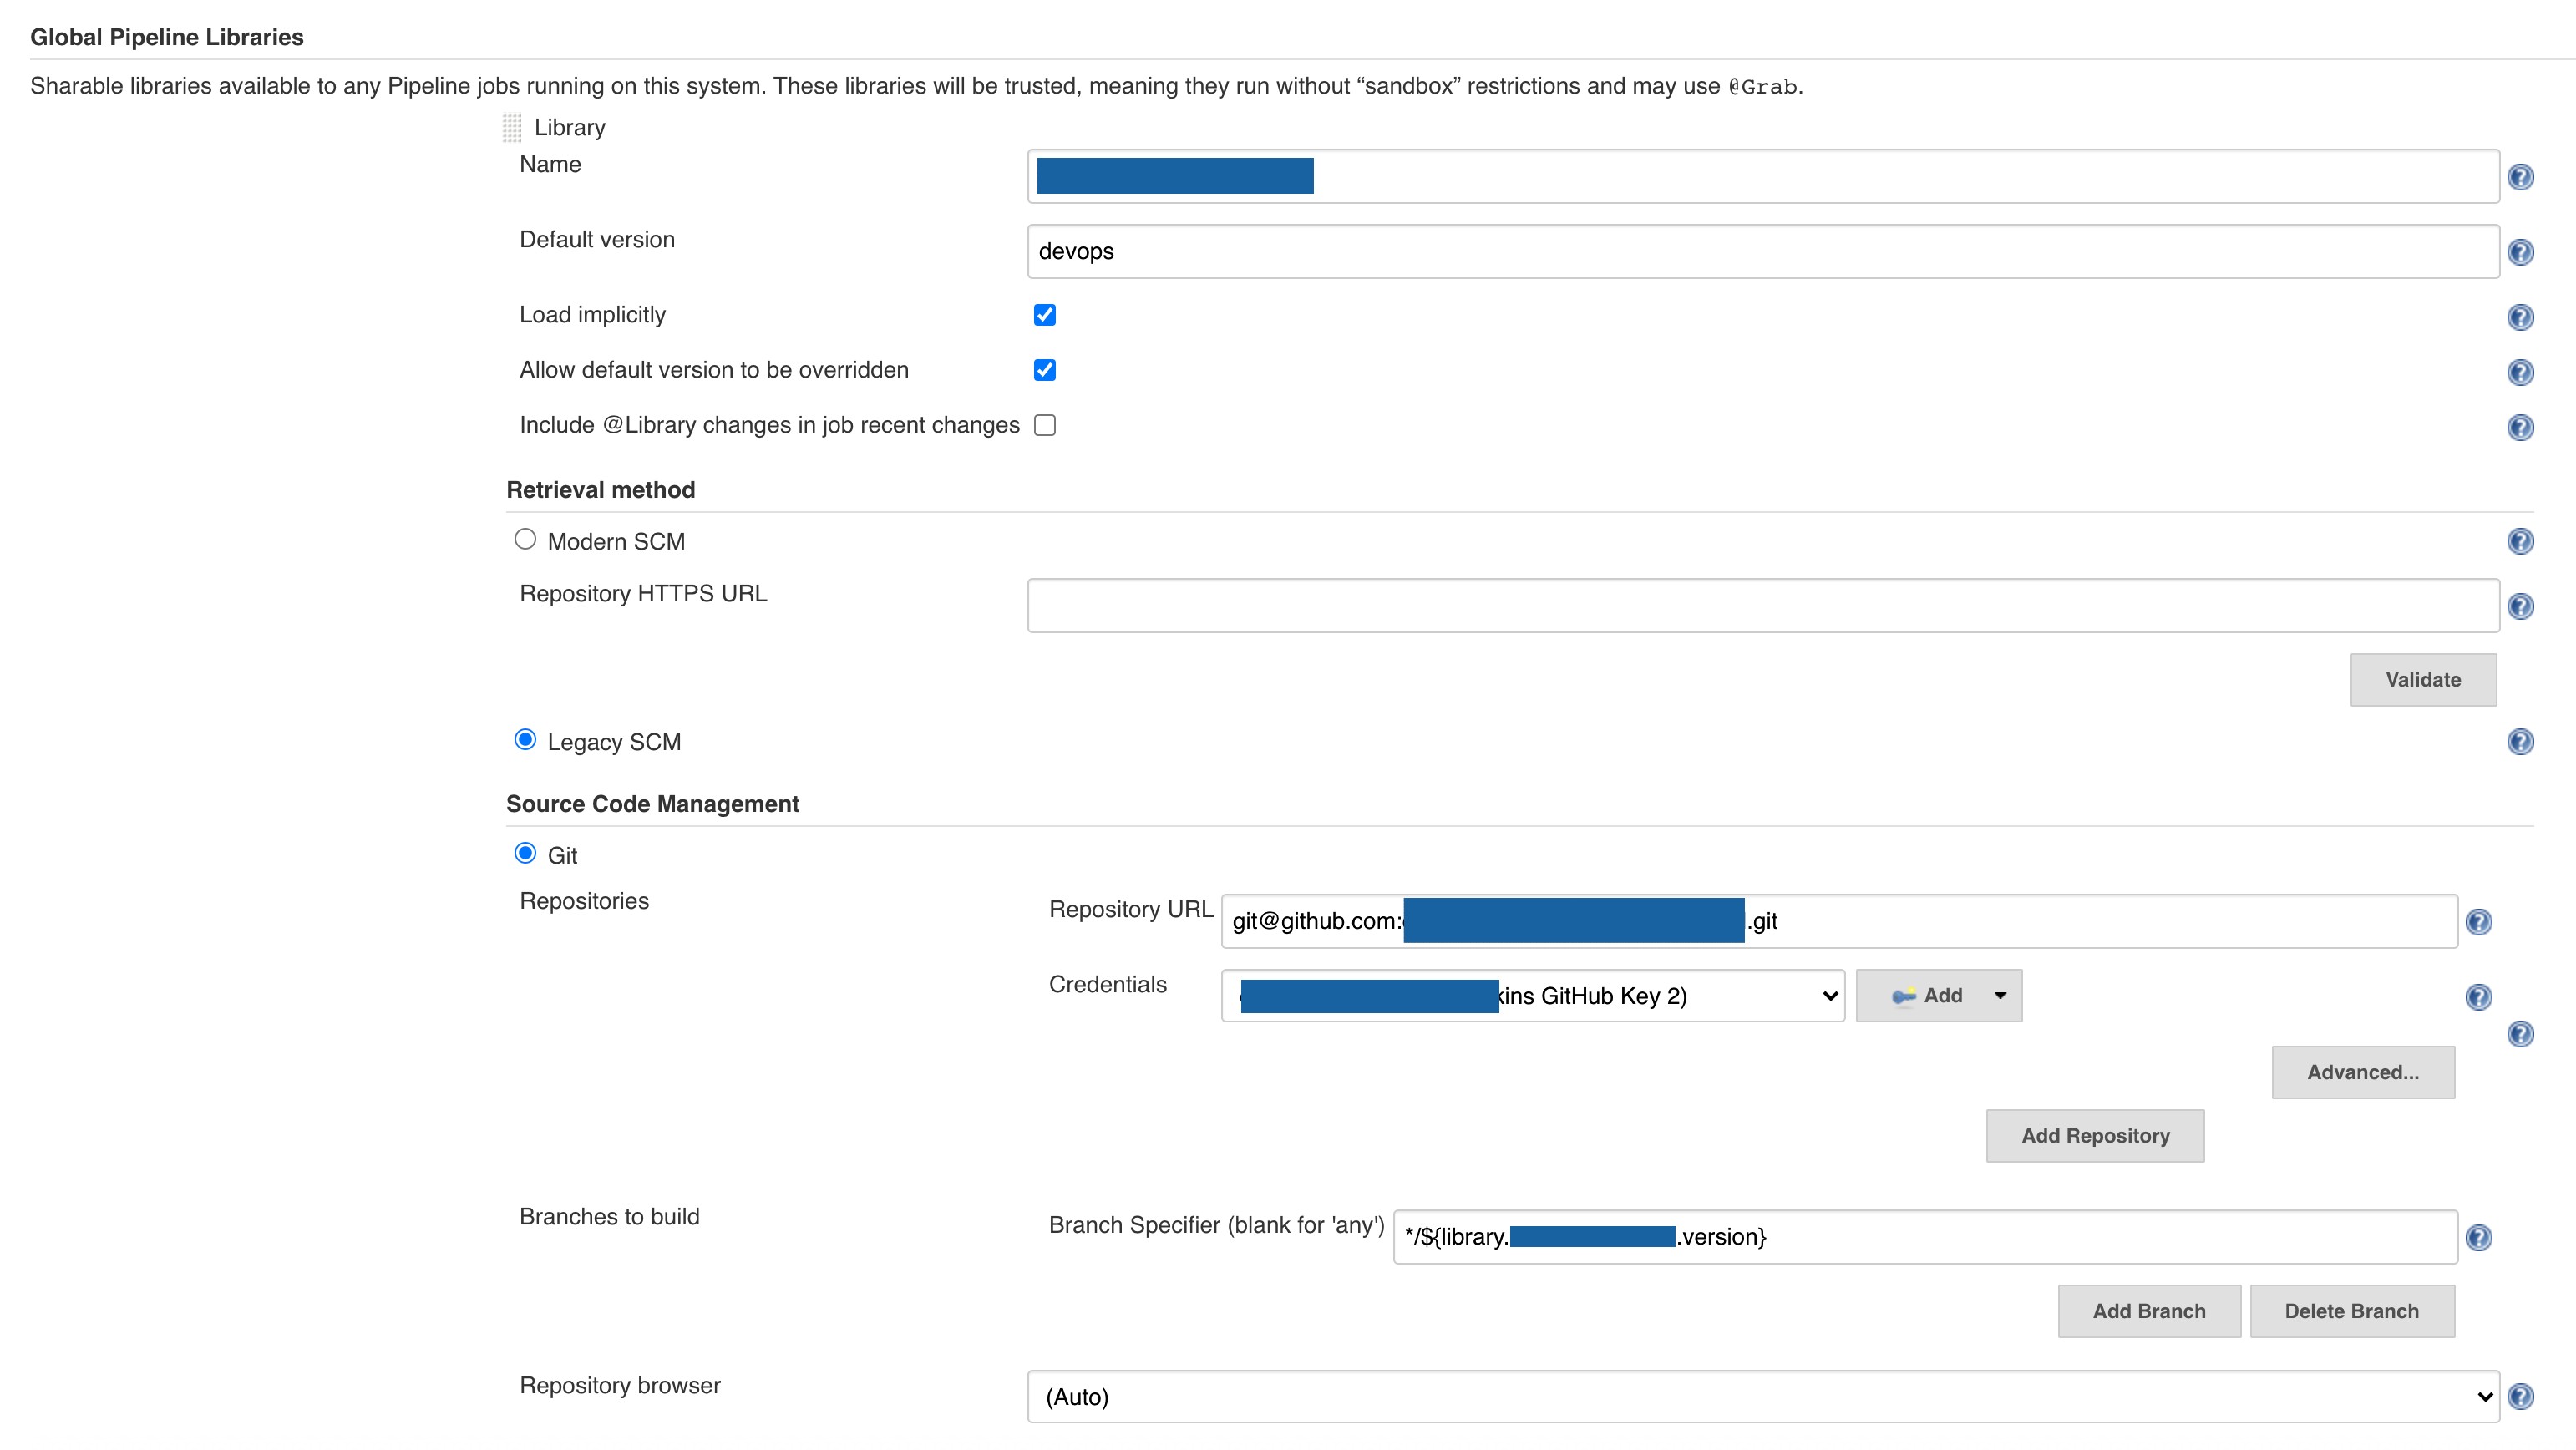 Global Pipeline Libraries
Sharable libraries available to any Pipeline jobs running on this system. These libraries will be trusted, meaning they run without “sandbox” restrictions and may use @Grab.
Library
Name
Default version
devops
Load implicitly
Allow default version to be overridden
Include @Library changes in job recent changes
Retrieval method
Modern SCM
Repository HTTPS URL
Validate
Legacy SCM
Source Code Management
Git
Repositories
Repository URL git@github.com: .git
Credentials
GitHub Key 2)
Add
Advanced...
Add Repository
Branches to build
Branch Specifier (blank for 'any') */${library. .version}
Add Branch
Delete Branch
Repository browser
(Auto)